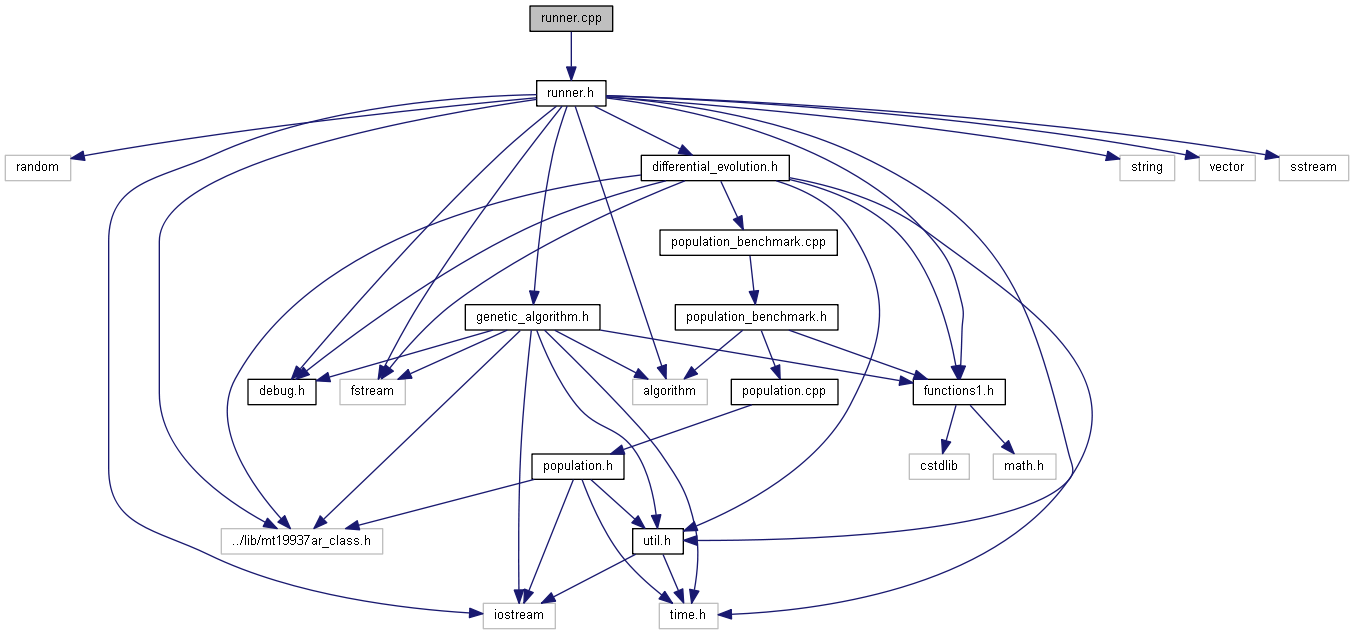 runner.cpp
runner.h
random
differential_evolution.h
string
vector
sstream
population_benchmark.cpp
genetic_algorithm.h
population_benchmark.h
debug.h
fstream
algorithm
population.cpp
functions1.h
population.h
cstdlib
math.h
../lib/mt19937ar_class.h
util.h
iostream
time.h